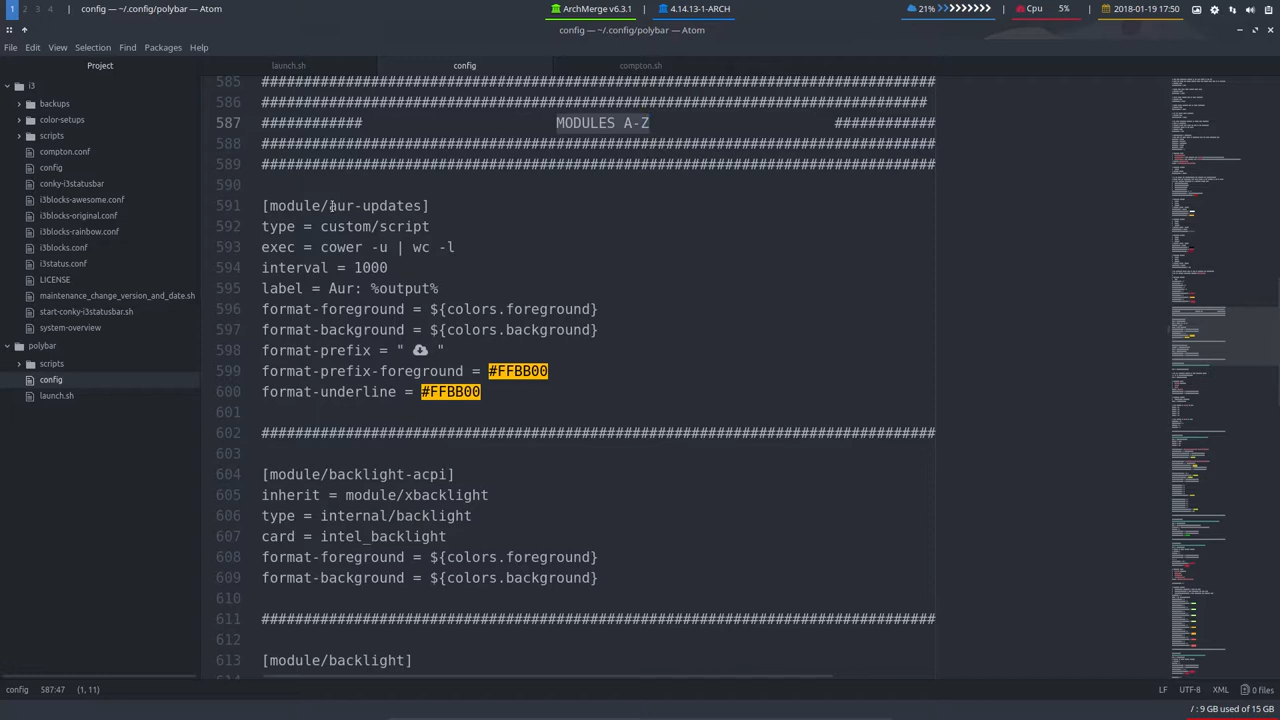 1 2 3 4 config — ~/.config/polybar — Atom ArchMerge v6.3.1 4.14.13-1-ARCH 21% Cpu 5% 2018-01-19 17:50
config — ~/.config/polybar — Atom
File Edit View Selection Find Packages Help
Project
launch.sh config compton.sh
i3
backups
color-setups
scripts
compton.conf
config
conky-i3statusbar
i3blocks-awesome.conf
i3blocks-original.conf
i3blocks-rainbow.conf
i3blocks.conf
i3status.conf
LICENSE
maintenance_change_version_and_date.sh
start-conky-i3statusbar.sh
system-overview
polybar
scripts
config
launch.sh
585
586
587 ############ MODULES A-Z
588
589
590
591 [module/aur-updates]
592 type = custom/script
593 exec = cower -u | wc -l
594 interval = 1000
595 label = Aur: %output%
596 format-foreground = ${colors.foreground}
597 format-background = ${colors.background}
598 format-prefix = " "
599 format-prefix-foreground = #FFBB00
600 format-underline = #FFBB00
601
602
603
604 [module/backlight-acpi]
605 inherit = module/xbacklight
606 type = internal/backlight
607 card = intel_backlight
608 format-foreground = ${colors.foreground}
609 format-background = ${colors.background}
610
611
612
613 [module/backlight]
config 587:49 (1, 11) LF UTF-8 XML 0 files
/ : 9 GB used of 15 GB